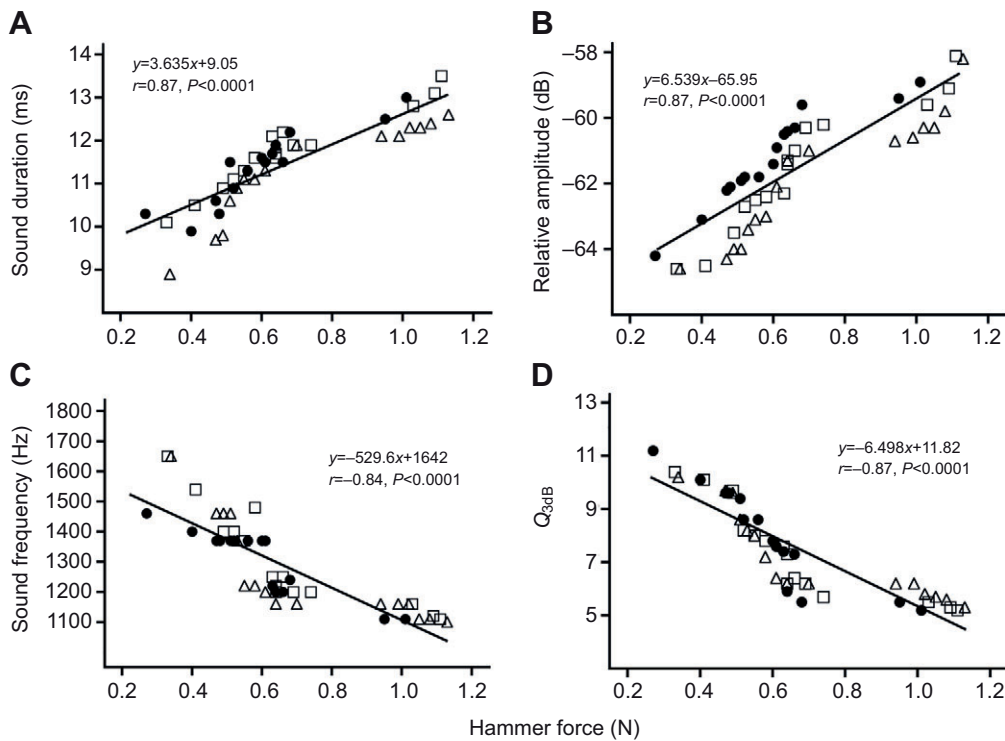 A
B
y=3.635x+9.05
r=0.87, P<0.0001
Sound duration (ms)
14
13
12
11
10
9
0.2 0.4 0.6 0.8 1.0 1.2
y=6.539x–65.95
r=0.87, P<0.0001
Relative amplitude (dB)
–58
–60
–62
–64
0.2 0.4 0.6 0.8 1.0 1.2
C
D
y=–529.6x+1642
r=–0.84, P<0.0001
Sound frequency (Hz)
1800
1700
1600
1500
1400
1300
1200
1100
0.2 0.4 0.6 0.8 1.0 1.2
y=–6.498x+11.82
r=–0.87, P<0.0001
Q3dB
13
11
9
7
5
0.2 0.4 0.6 0.8 1.0 1.2
Hammer force (N)